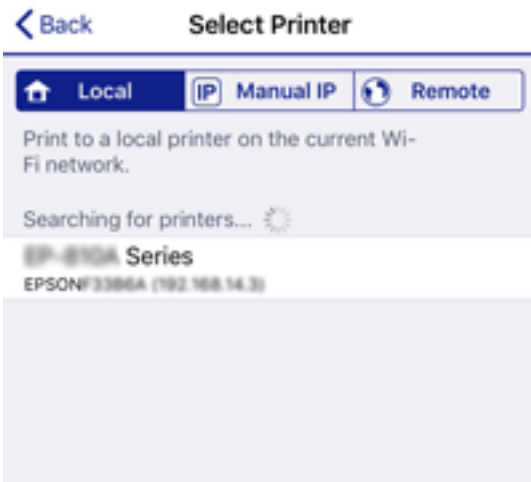 Back
Select Printer
Local
IP Manual IP
Remote
Print to a local printer on the current Wi-
Fi network.
Searching for printers...
Series
EPSON